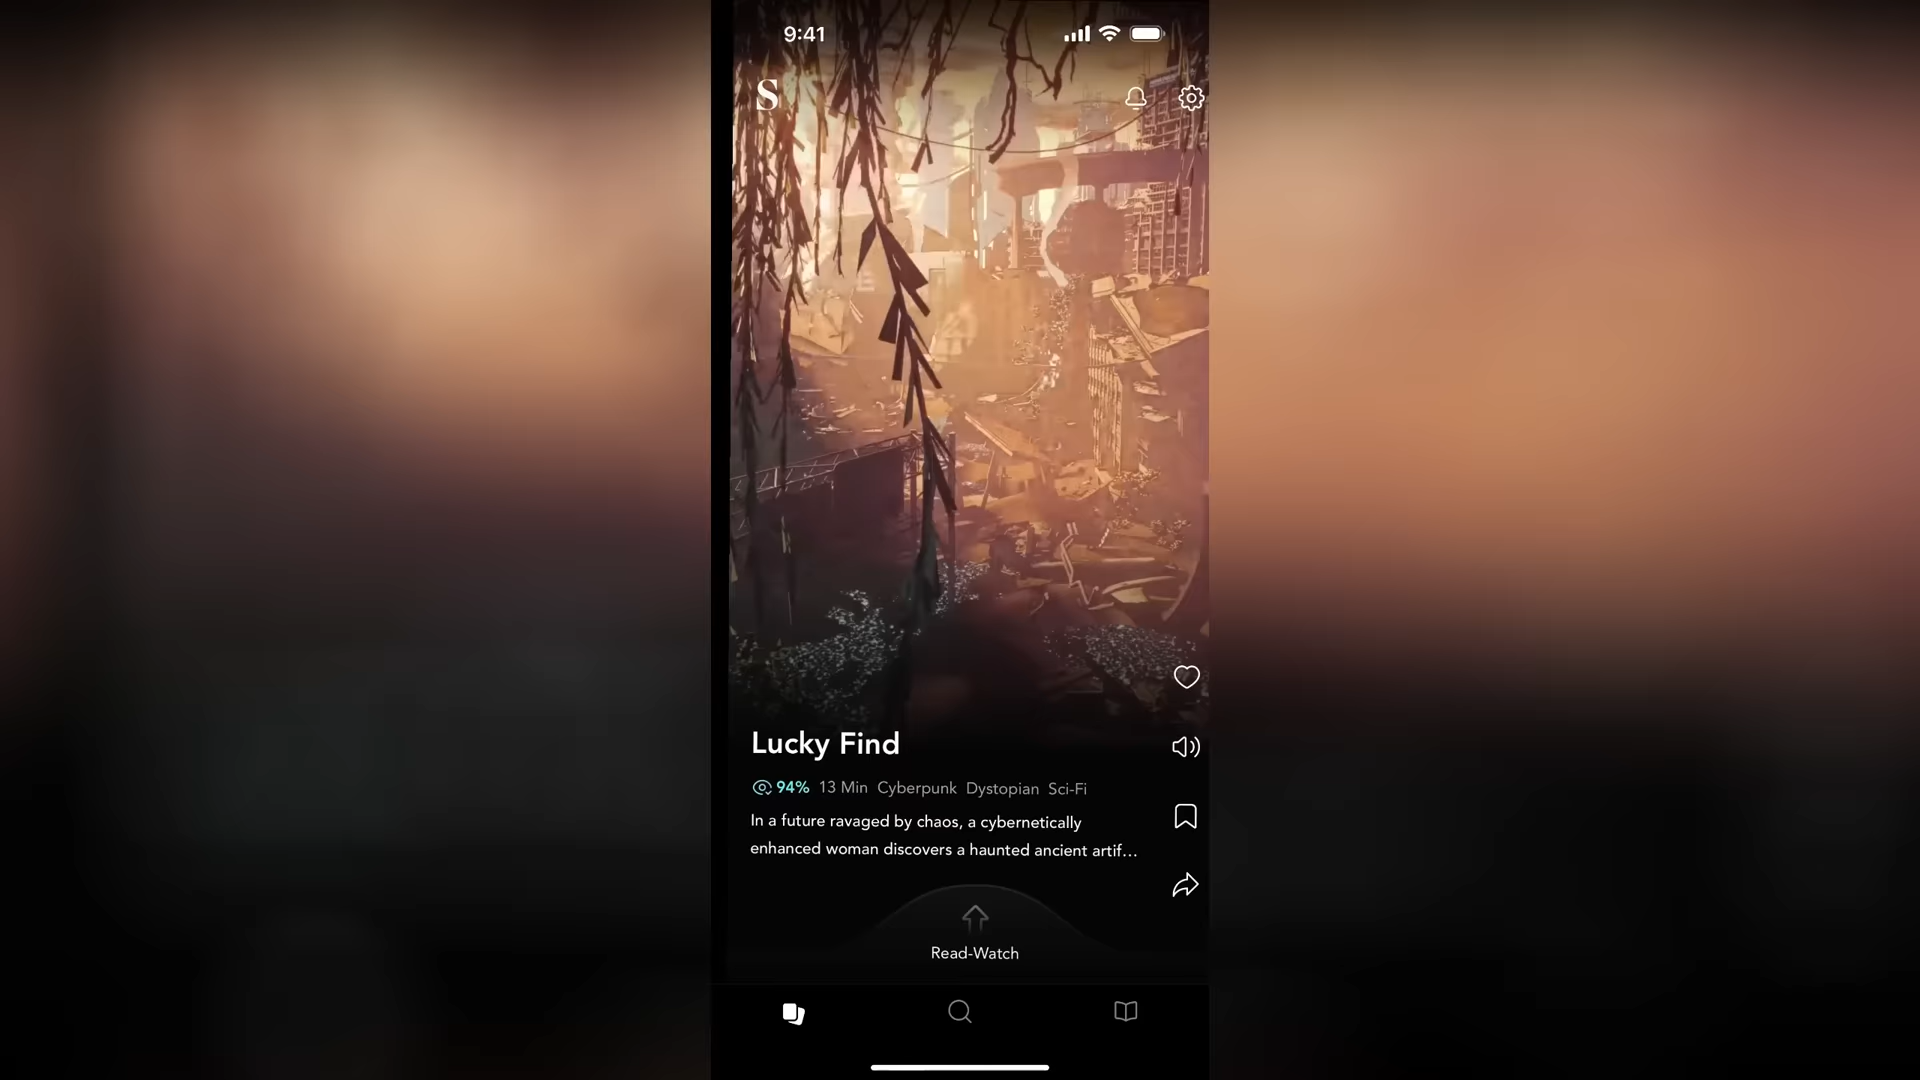 9:41
S
Lucky Find
94% 13 Min Cyberpunk Dystopian Sci-Fi
In a future ravaged by chaos, a cybernetically
enhanced woman discovers a haunted ancient artif...
Read-Watch